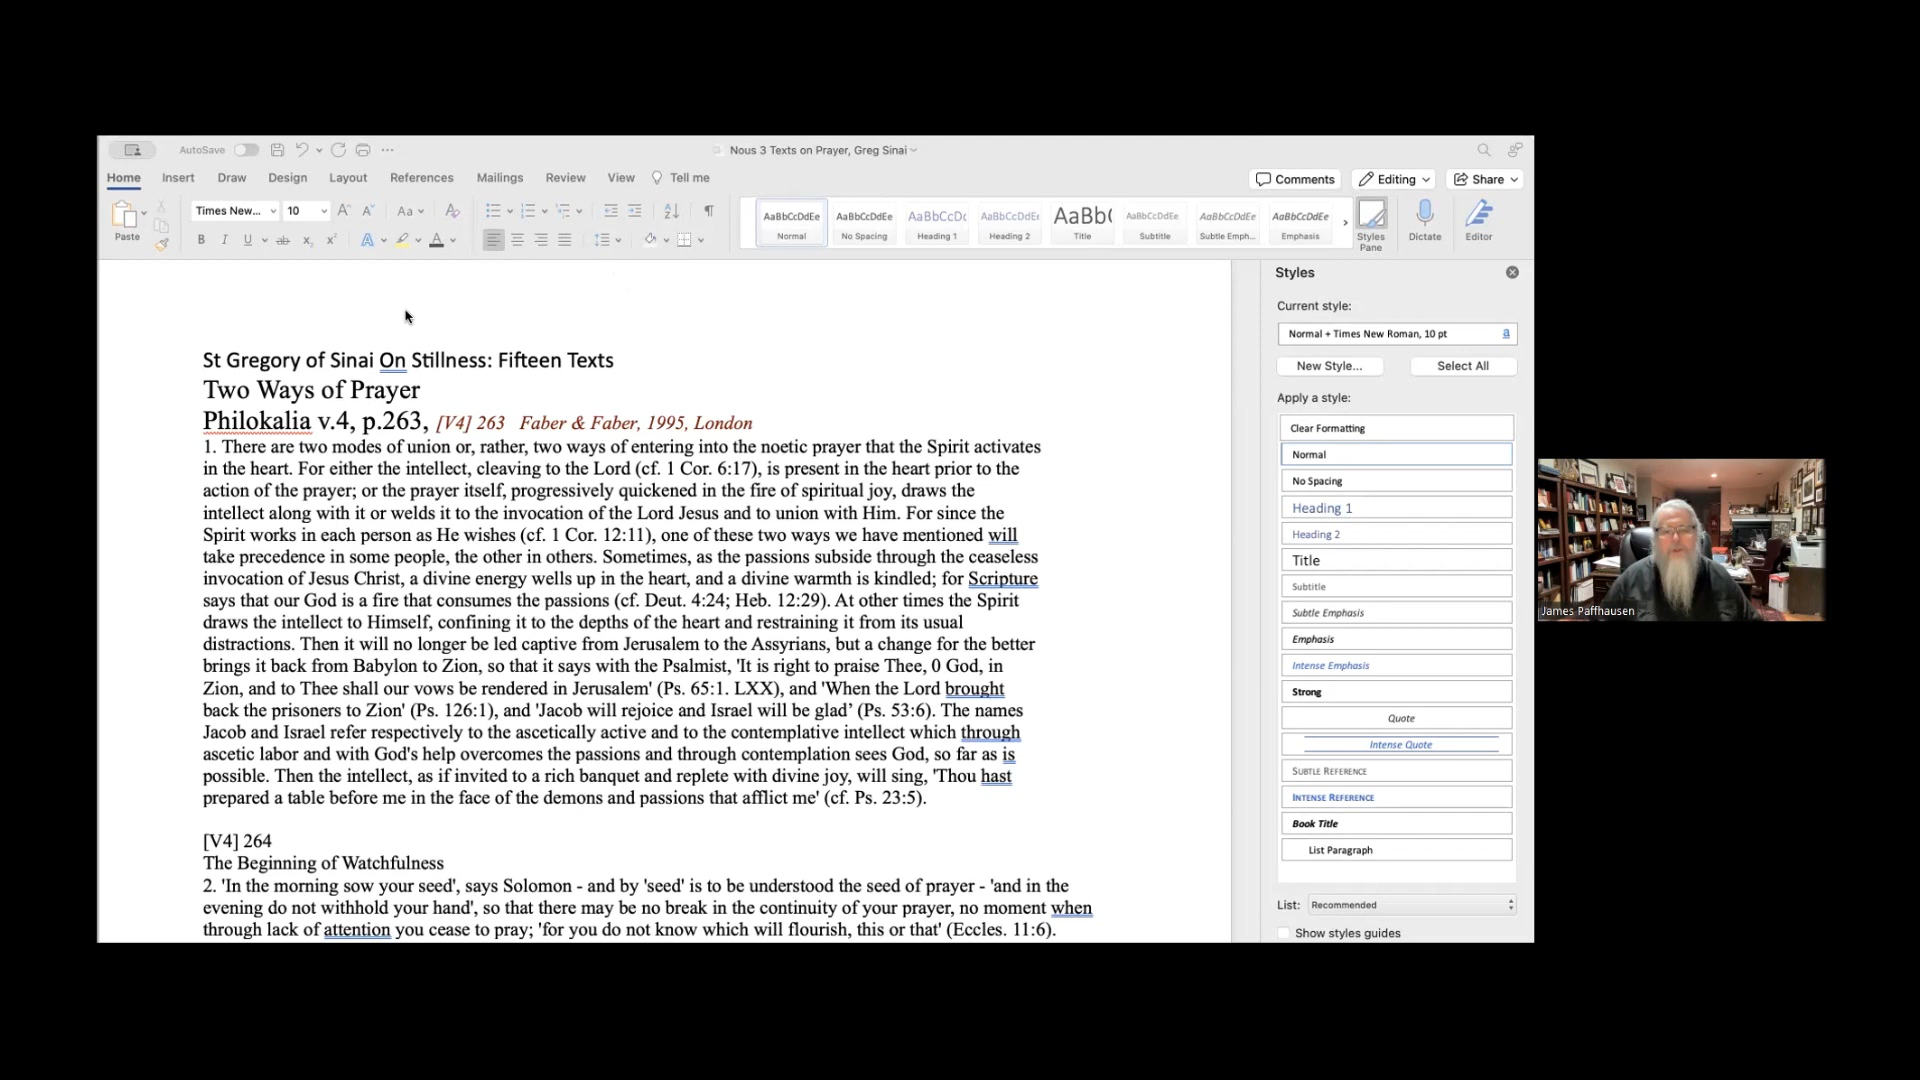 AutoSave
Nous 3 Texts on Prayer, Greg Sinai
Home Insert Draw Design Layout References Mailings Review View Tell me
Comments Editing Share
Paste
Times New... 10
AaBbCcDdEe Normal
AaBbCcDdEe No Spacing
AaBbCcDc Heading 1
AaBbCcDdEe Heading 2
AaBb( Title
AaBbCcDdEe Subtitle
AaBbCcDdEe Subtle Emph...
AaBbCcDdEe Emphasis
Styles Pane
Dictate
Editor
St Gregory of Sinai On Stillness: Fifteen Texts
Two Ways of Prayer
Philokalia v.4, p.263, [V4] 263 Faber & Faber, 1995, London
1. There are two modes of union or, rather, two ways of entering into the noetic prayer that the Spirit activates
in the heart. For either the intellect, cleaving to the Lord (cf. 1 Cor. 6:17), is present in the heart prior to the
action of the prayer; or the prayer itself, progressively quickened in the fire of spiritual joy, draws the
intellect along with it or welds it to the invocation of the Lord Jesus and to union with Him. For since the
Spirit works in each person as He wishes (cf. 1 Cor. 12:11), one of these two ways we have mentioned will
take precedence in some people, the other in others. Sometimes, as the passions subside through the ceaseless
invocation of Jesus Christ, a divine energy wells up in the heart, and a divine warmth is kindled; for Scripture
says that our God is a fire that consumes the passions (cf. Deut. 4:24; Heb. 12:29). At other times the Spirit
draws the intellect to Himself, confining it to the depths of the heart and restraining it from its usual
distractions. Then it will no longer be led captive from Jerusalem to the Assyrians, but a change for the better
brings it back from Babylon to Zion, so that it says with the Psalmist, 'It is right to praise Thee, 0 God, in
Zion, and to Thee shall our vows be rendered in Jerusalem' (Ps. 65:1. LXX), and 'When the Lord brought
back the prisoners to Zion' (Ps. 126:1), and 'Jacob will rejoice and Israel will be glad’ (Ps. 53:6). The names
Jacob and Israel refer respectively to the ascetically active and to the contemplative intellect which through
ascetic labor and with God's help overcomes the passions and through contemplation sees God, so far as is
possible. Then the intellect, as if invited to a rich banquet and replete with divine joy, will sing, 'Thou hast
prepared a table before me in the face of the demons and passions that afflict me' (cf. Ps. 23:5).
[V4] 264
The Beginning of Watchfulness
2. 'In the morning sow your seed', says Solomon - and by 'seed' is to be understood the seed of prayer - 'and in the
evening do not withhold your hand', so that there may be no break in the continuity of your prayer, no moment when
through lack of attention you cease to pray; 'for you do not know which will flourish, this or that' (Eccles. 11:6).
Styles
Current style:
Normal + Times New Roman, 10 pt
New Style... Select All
Apply a style:
Clear Formatting
Normal
No Spacing
Heading 1
Heading 2
Title
Subtitle
Subtle Emphasis
Emphasis
Intense Emphasis
Strong
Quote
Intense Quote
SUBTLE REFERENCE
INTENSE REFERENCE
Book Title
List Paragraph
List: Recommended
Show styles guides
James Paffhausen